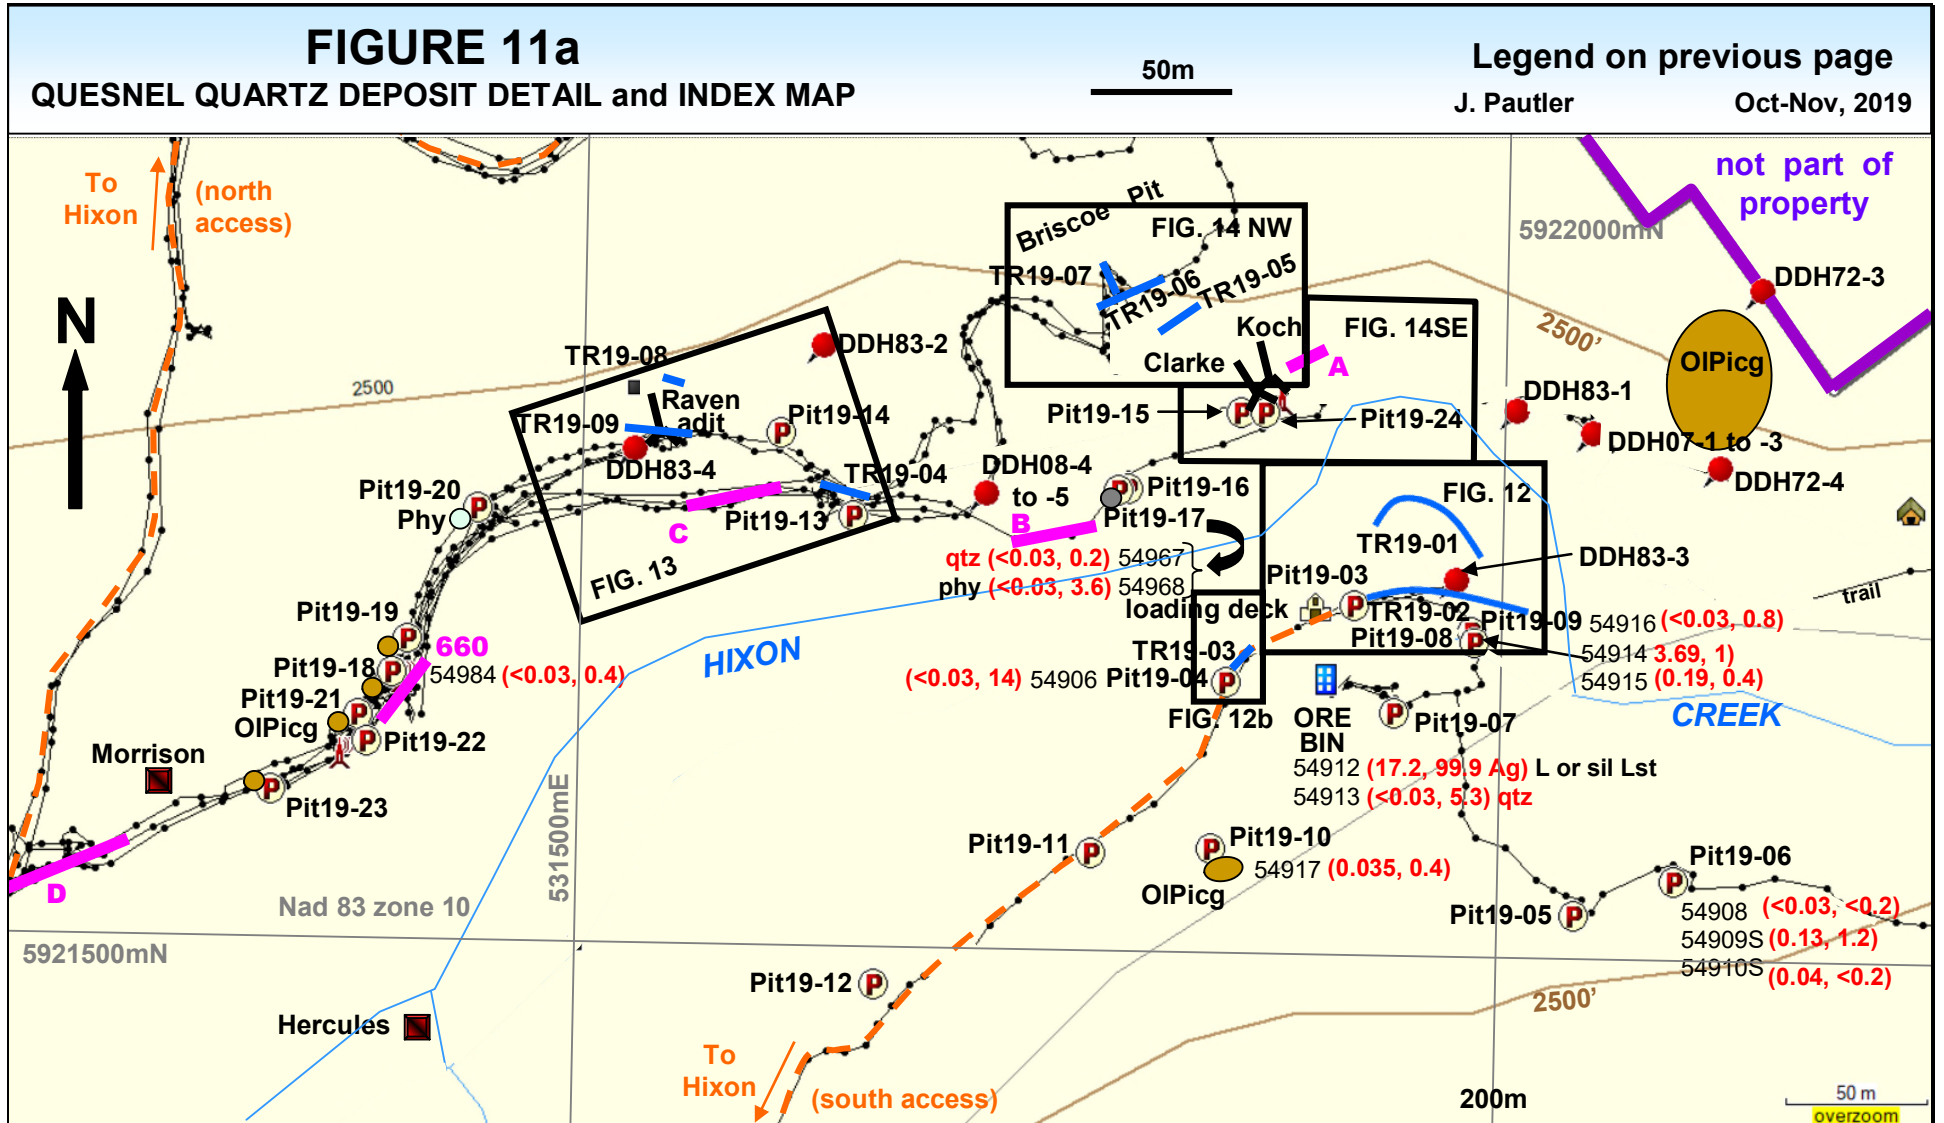 FIGURE 11a
QUESNEL QUARTZ DEPOSIT DETAIL and INDEX MAP
50m
Legend on previous page
J. Pautler
Oct-Nov, 2019
To
Hixon
(north
access)
not part of
property
5922000mN
Briscoe Pit
FIG. 14 NW
TR19-07
TR19-06
TR19-05
DDH72-3
N
2500
TR19-08
DDH83-2
Koch
FIG. 14SE
2500'
OlPicg
Clarke
A
Raven
adit
TR19-09
Pit19-14
Pit19-15
Pit19-24
DDH83-1
DDH07-1 to -3
DDH83-4
TR19-04
DDH08-4
to -5
DDH72-4
Pit19-20
Phy
Pit19-16
FIG. 12
Pit19-13
C
B
Pit19-17
TR19-01
DDH83-3
qtz (<0.03, 0.2) 54967
phy (<0.03, 3.6) 54968
FIG. 13
Pit19-03
loading deck
TR19-02
trail
Pit19-19
Pit19-09 54916 (<0.03, 0.8)
Pit19-08
660
HIXON
TR19-03
54914 3.69, 1)
Pit19-18
54984 (<0.03, 0.4)
(<0.03, 14) 54906 Pit19-04
54915 (0.19, 0.4)
Pit19-21
OlPicg
FIG. 12b
ORE
BIN
Pit19-07
CREEK
Pit19-22
Morrison
54912 (17.2, 99.9 Ag) L or sil Lst
54913 (<0.03, 5.3) qtz
Pit19-23
531500mE
Pit19-11
Pit19-10
54917 (0.035, 0.4)
OlPicg
Pit19-06
D
Nad 83 zone 10
Pit19-05
54908 (<0.03, <0.2)
54909S (0.13, 1.2)
54910S (0.04, <0.2)
5921500mN
Pit19-12
2500'
Hercules
To
Hixon
(south access)
200m
50 m
overzoom